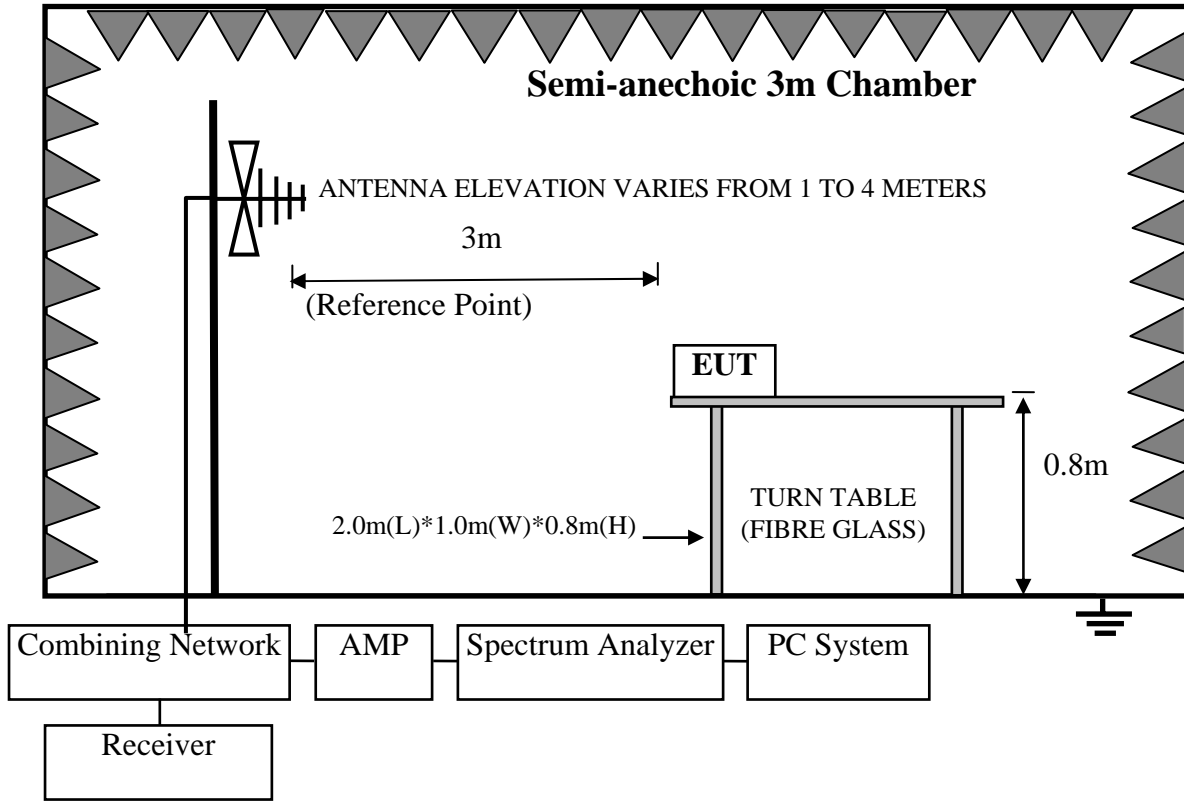 Semi-anechoic 3m Chamber
ANTENNA ELEVATION VARIES FROM 1 TO 4 METERS
3m
(Reference Point)
EUT
0.8m
TURN TABLE
(FIBRE GLASS)
2.0m(L)*1.0m(W)*0.8m(H)
Combining Network
AMP
Spectrum Analyzer
PC System
Receiver